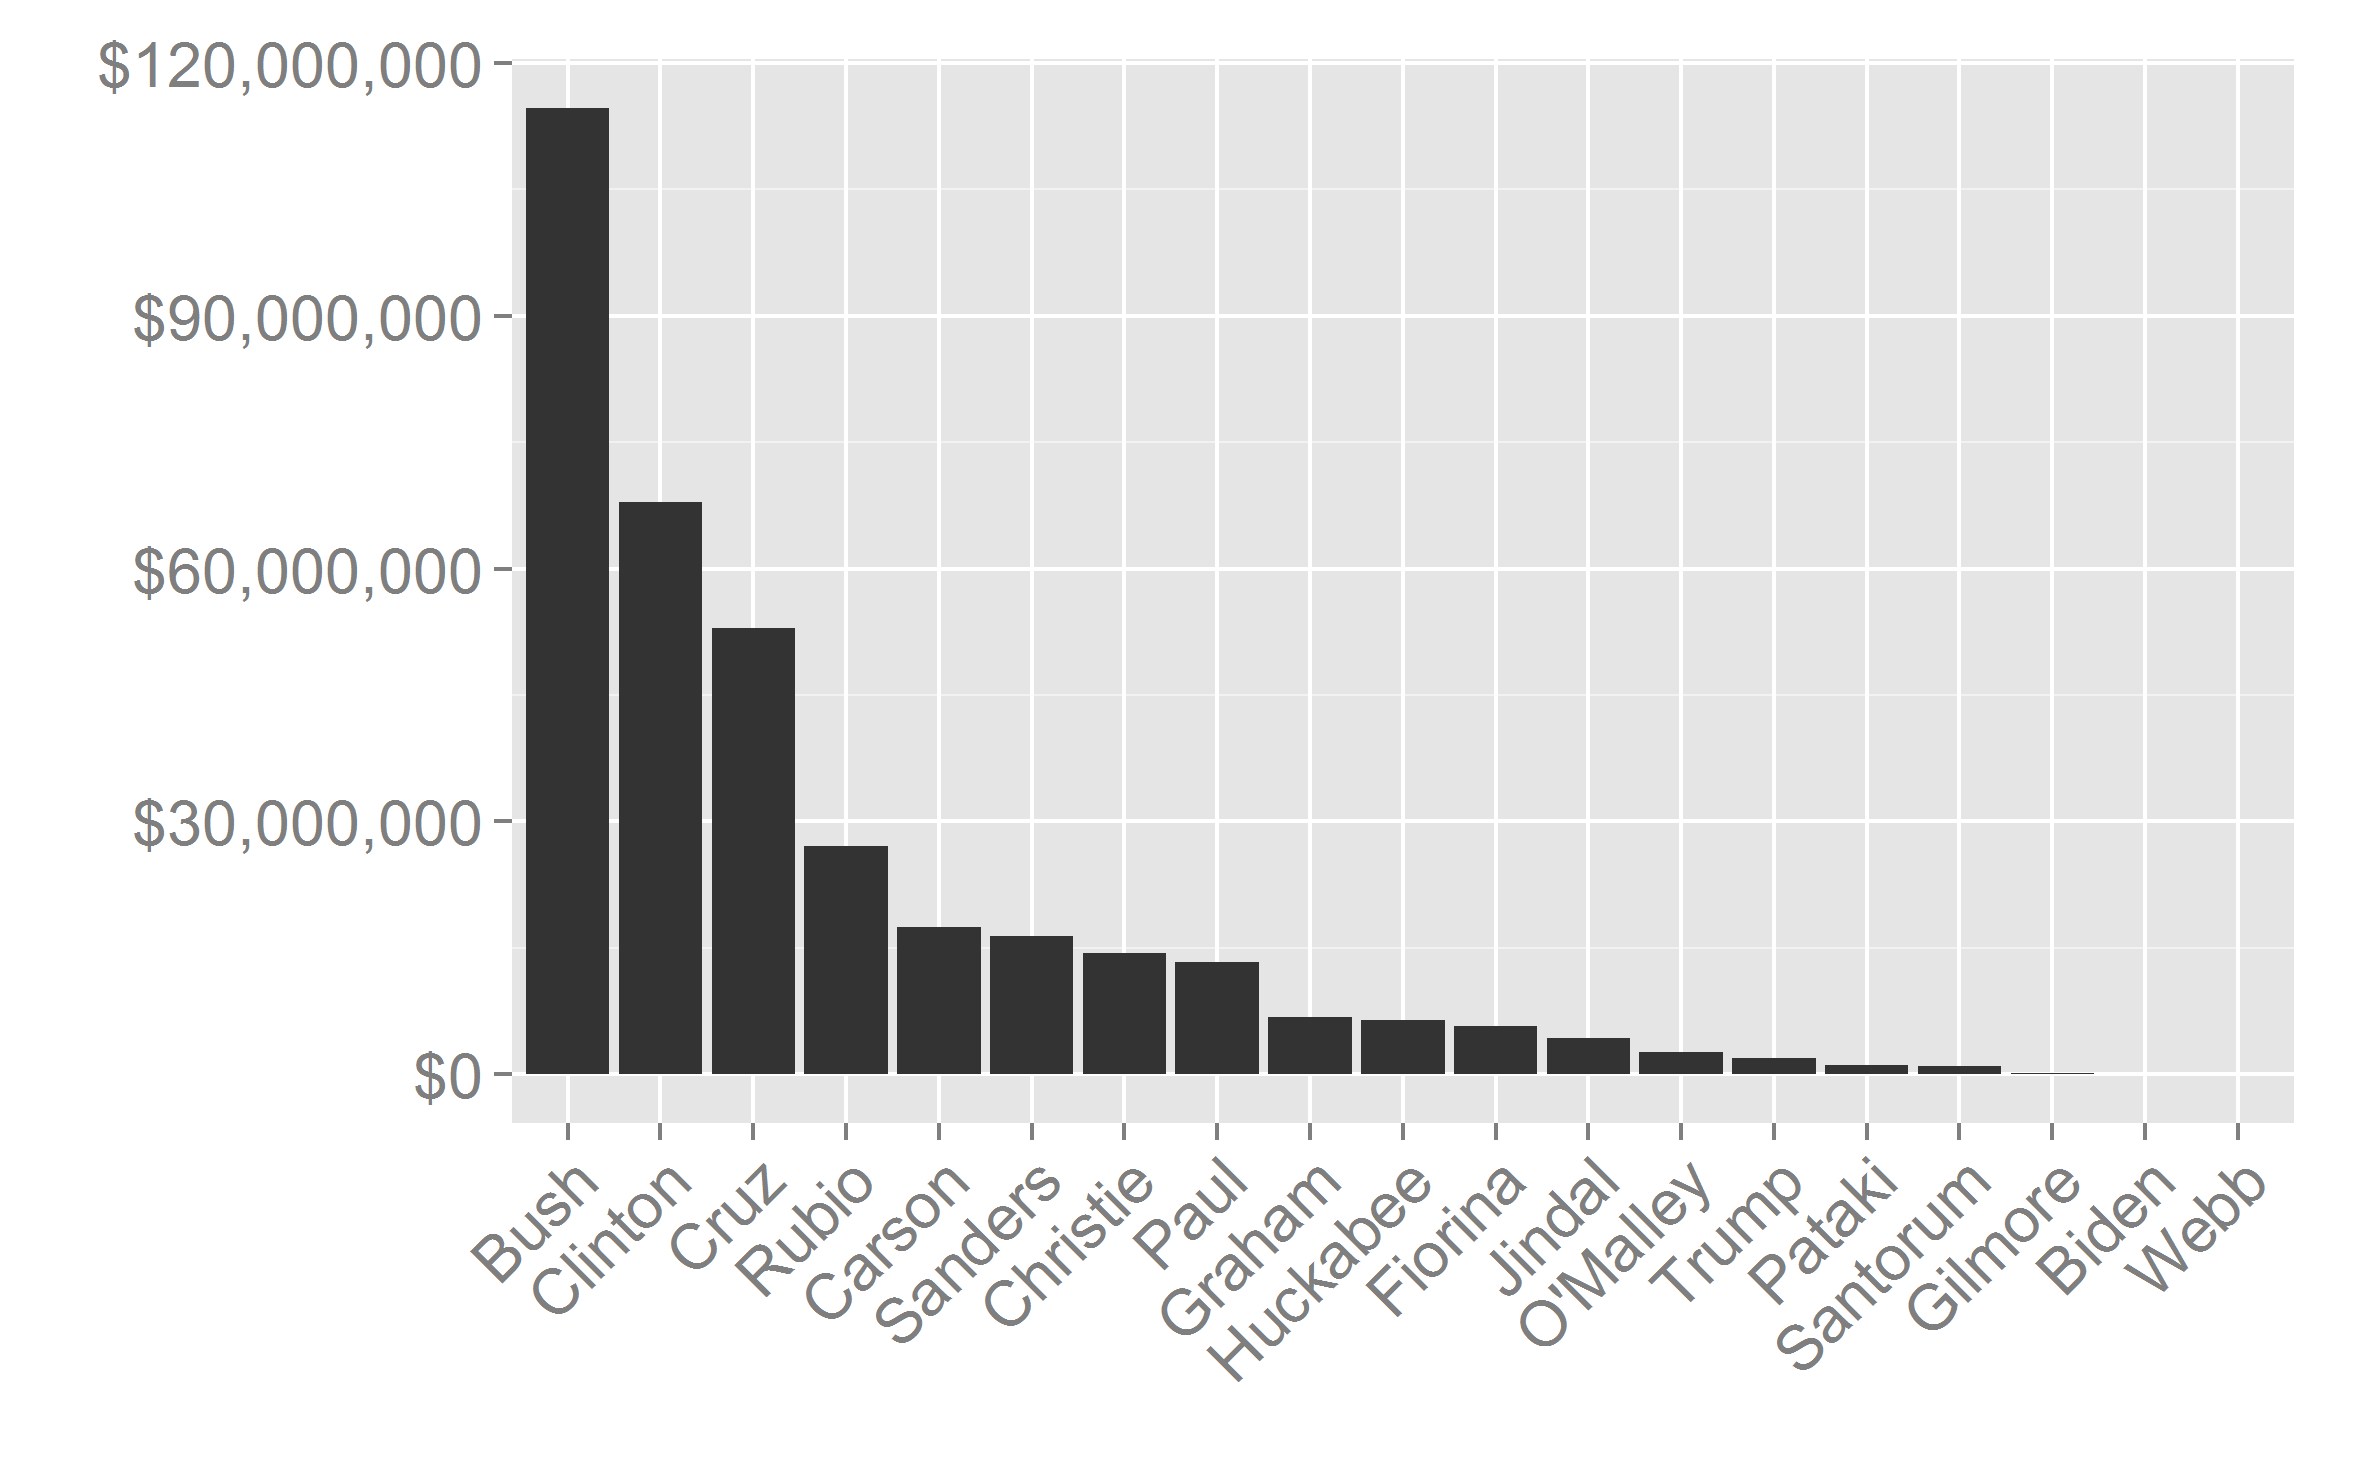 $120,000,000
$90,000,000
$60,000,000
$30,000,000
$0
Bush
Clinton
Cruz
Rubio
Carson
Sanders
Christie
Paul
Graham
Huckabee
Fiorina
Jindal
O'Malley
Trump
Pataki
Santorum
Gilmore
Biden
Webb